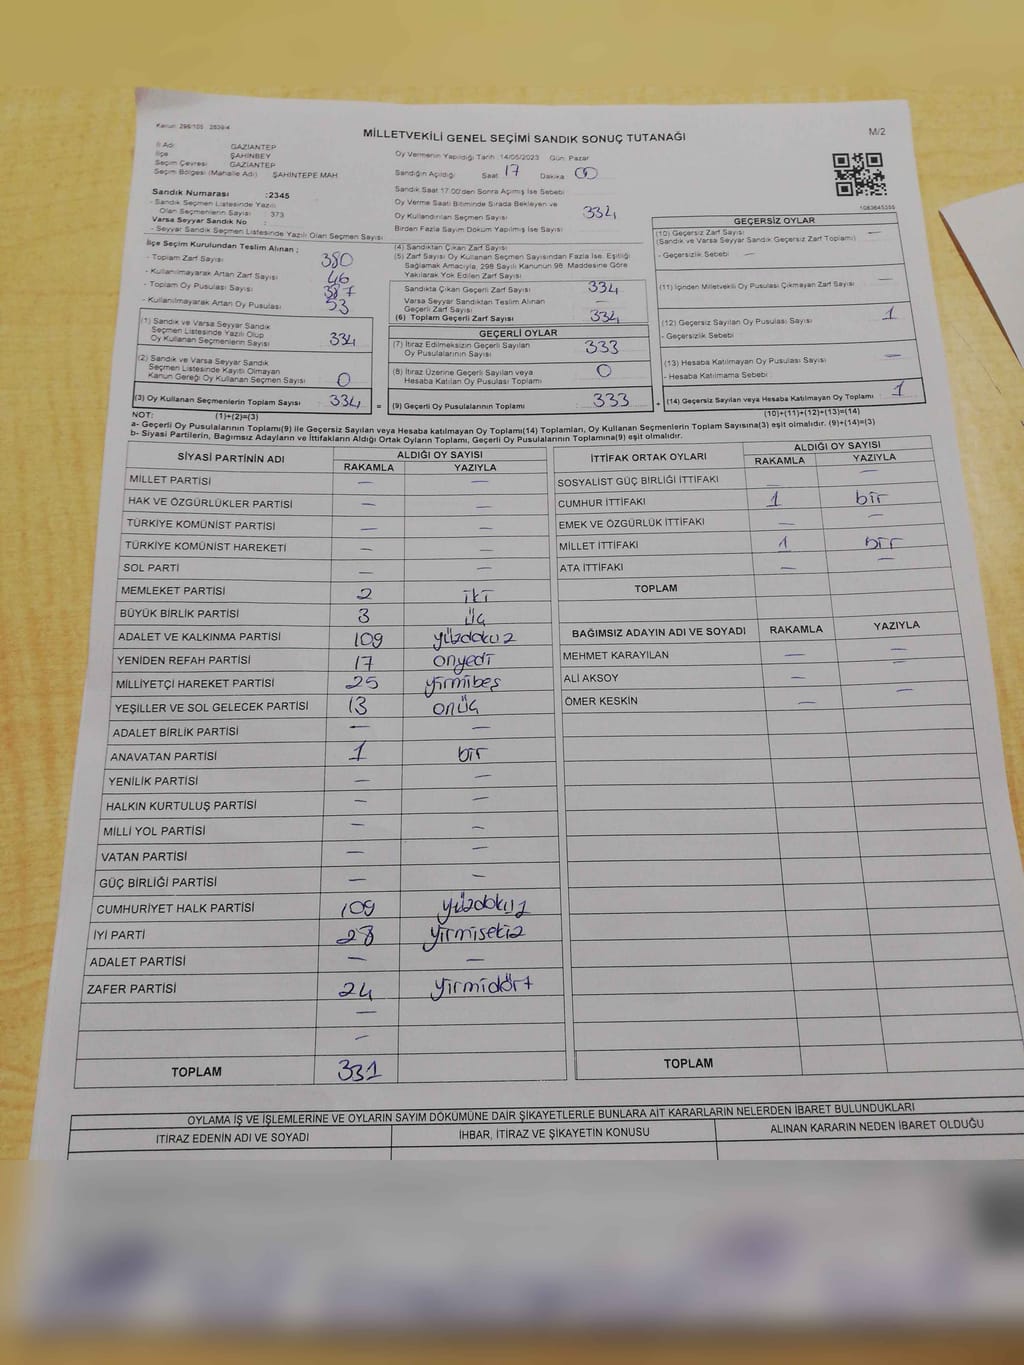 Kanun: 298/105 2839/4
MİLLETVEKİLİ GENEL SEÇİMİ SANDIK SONUÇ TUTANAĞI
M/2
İl Adı : GAZİANTEP
İlçe : ŞAHİNBEY
Seçim Çevresi : GAZİANTEP
Seçim Bölgesi (Mahalle Adı) : ŞAHİNTEPE MAH
Oy Vermenin Yapıldığı Tarih: 14/05/2023 Gün: Pazar
Sandığın Açıldığı Saat: 17 Dakika: 00
Sandık Saat 17.00'den Sonra Açılmış İse Sebebi:
Sandık Numarası :2345
- Sandık Seçmen Listesinde Yazılı
Olan Seçmenlerin Sayısı : 373
Varsa Seyyar Sandık No :
- Seyyar Sandık Seçmen Listesinde Yazılı Olan Seçmen Sayısı :
Oy Verme Saati Bitiminde Sırada Bekleyen ve
Oy Kullandırılan Seçmen Sayısı : 334
Birden Fazla Sayım Döküm Yapılmış İse Sayısı :
1083645355
İlçe Seçim Kurulundan Teslim Alınan ;
- Toplam Zarf Sayısı : 380
- Kullanılmayarak Artan Zarf Sayısı : 46
- Toplam Oy Pusulası Sayısı : 387
- Kullanılmayarak Artan Oy Pusulası : 53
(1) Sandık ve Varsa Seyyar Sandık
Seçmen Listesinde Yazılı Olup
Oy Kullanan Seçmenlerin Sayısı : 334
(2) Sandık ve Varsa Seyyar Sandık
Seçmen Listesinde Kayıtlı Olmayan
Kanun Gereği Oy Kullanan Seçmen Sayısı : 0
(3) Oy Kullanan Seçmenlerin Toplam Sayısı : 334 =
(4) Sandıktan Çıkan Zarf Sayısı :
(5) Zarf Sayısı Oy Kullanan Seçmen Sayısından Fazla İse, Eşitliği
Sağlamak Amacıyla, 298 Sayılı Kanunun 98. Maddesine Göre
Yakılarak Yok Edilen Zarf Sayısı :
Sandıkta Çıkan Geçerli Zarf Sayısı : 334
Varsa Seyyar Sandıktan Teslim Alınan
Geçerli Zarf Sayısı : —
(6) Toplam Geçerli Zarf Sayısı : 334
GEÇERLİ OYLAR
(7) İtiraz Edilmeksizin Geçerli Sayılan
Oy Pusulalarının Sayısı : 333
(8) İtiraz Üzerine Geçerli Sayılan veya
Hesaba Katılan Oy Pusulası Toplamı : 0
(9) Geçerli Oy Pusulalarının Toplamı : 333 +
GEÇERSİZ OYLAR
(10) Geçersiz Zarf Sayısı : —
(Sandık ve Varsa Seyyar Sandık Geçersiz Zarf Toplamı)
- Geçersizlik Sebebi : —
(11) İçinden Milletvekili Oy Pusulası Çıkmayan Zarf Sayısı : —
(12) Geçersiz Sayılan Oy Pusulası Sayısı : 1
- Geçersizlik Sebebi :
(13) Hesaba Katılmayan Oy Pusulası Sayısı : —
- Hesaba Katılmama Sebebi :
(14) Geçersiz Sayılan veya Hesaba Katılmayan Oy Toplamı : 1
NOT: (1)+(2)=(3)
(10)+(11)+(12)+(13)=(14)
a- Geçerli Oy Pusulalarının Toplamı(9) ile Geçersiz Sayılan veya Hesaba Katılmayan Oy Toplamı(14) Toplamları, Oy Kullanan Seçmenlerin Toplam Sayısına(3) eşit olmalıdır. (9)+(14)=(3)
b- Siyasi Partilerin, Bağımsız Adayların ve İttifakların Aldığı Ortak Oyların Toplamı, Geçerli Oy Pusulalarının Toplamına(9) eşit olmalıdır.
SİYASİ PARTİNİN ADI ALDIĞI OY SAYISI
RAKAMLA YAZIYLA
MİLLET PARTİSİ — —
HAK VE ÖZGÜRLÜKLER PARTİSİ — —
TÜRKİYE KOMÜNİST PARTİSİ — —
TÜRKİYE KOMÜNİST HAREKETİ — —
SOL PARTİ — —
MEMLEKET PARTİSİ 2 iki
BÜYÜK BİRLİK PARTİSİ 3 üç
ADALET VE KALKINMA PARTİSİ 109 yüzdokuz
YENİDEN REFAH PARTİSİ 17 onyedi
MİLLİYETÇİ HAREKET PARTİSİ 25 yirmibeş
YEŞİLLER VE SOL GELECEK PARTİSİ 13 onüç
ADALET BİRLİK PARTİSİ — —
ANAVATAN PARTİSİ 1 bir
YENİLİK PARTİSİ — —
HALKIN KURTULUŞ PARTİSİ — —
MİLLİ YOL PARTİSİ — —
VATAN PARTİSİ — —
GÜÇ BİRLİĞİ PARTİSİ — —
CUMHURİYET HALK PARTİSİ 109 yüzdokuz
İYİ PARTİ 28 yirmisekiz
ADALET PARTİSİ — —
ZAFER PARTİSİ 24 yirmidört
—
—
TOPLAM 331
İTTİFAK ORTAK OYLARI ALDIĞI OY SAYISI
RAKAMLA YAZIYLA
SOSYALİST GÜÇ BİRLİĞİ İTTİFAKI — —
CUMHUR İTTİFAKI 1 bir
EMEK VE ÖZGÜRLÜK İTTİFAKI — —
MİLLET İTTİFAKI 1 bir
ATA İTTİFAKI — —
TOPLAM
BAĞIMSIZ ADAYIN ADI VE SOYADI RAKAMLA YAZIYLA
MEHMET KARAYILAN — —
ALİ AKSOY — —
ÖMER KESKİN — —
TOPLAM
OYLAMA İŞ VE İŞLEMLERİNE VE OYLARIN SAYIM DÖKÜMÜNE DAİR ŞİKAYETLERLE BUNLARA AİT KARARLARIN NELERDEN İBARET BULUNDUKLARI
İTİRAZ EDENİN ADI VE SOYADI İHBAR, İTİRAZ VE ŞİKAYETİN KONUSU ALINAN KARARIN NEDEN İBARET OLDUĞU